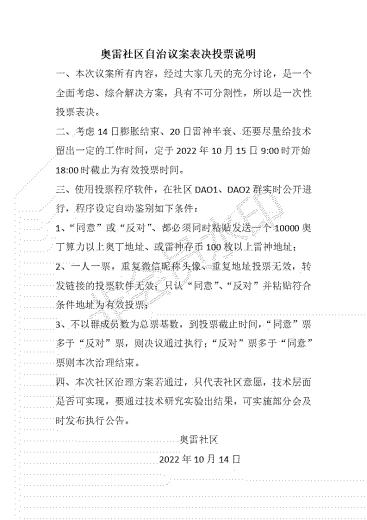 奥雷社区自治议案表决投票说明
一、本次议案所有内容，经过大家几天的充分讨论，是一个
全面考虑、综合解决方案，具有不可分割性，所以是一次性
投票表决。
二、考虑 14 日膨胀结束、20 日雷神半衰、还要尽量给技术
留出一定的工作时间，定于 2022 年 10 月 15 日 9:00 时开始
18:00 时截止为有效投票时间。
三、使用投票程序软件，在社区 DAO1、DAO2 群实时公开进
行，程序设定自动鉴别如下条件：
1、“同意”或“反对”、都必须同时粘贴发送一个 10000 奥
丁算力以上奥丁地址、或雷神存币 100 枚以上雷神地址；
2、一人一票，重复微信昵称头像、重复地址投票无效，转
发链接的投票软件无效；只认“同意”、“反对”并粘贴符合
条件地址为有效投票；
3、不以群成员数为总票基数，到投票截止时间，“同意”票
多于“反对”票，则决议通过执行；“反对”票多于“同意”
票则本次治理结束。
四、本次社区治理方案若通过，只代表社区意愿，技术层面
是否可实现，要通过技术研究实验出结果，可实施部分会及
时发布执行公告。
奥雷社区
2022 年 10 月 14 日
非会员水印